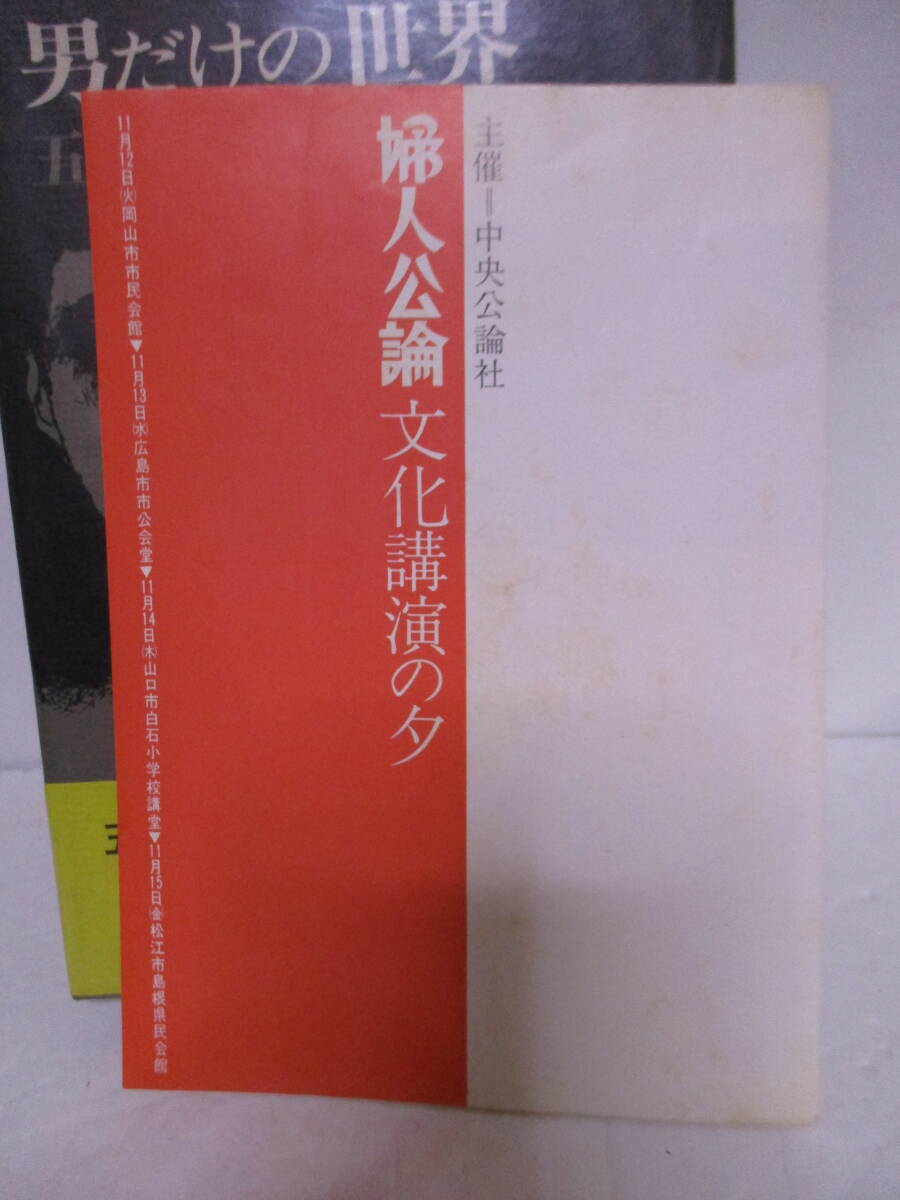 男だけの世界
五
主催＝中央公論社
婦人公論 文化講演の夕
11月12日㈫岡山市市民会館▼11月13日㈬広島市市公会堂▼11月14日㈭山口市白石小学校講堂▼11月15日㈮松江市島根県民会館